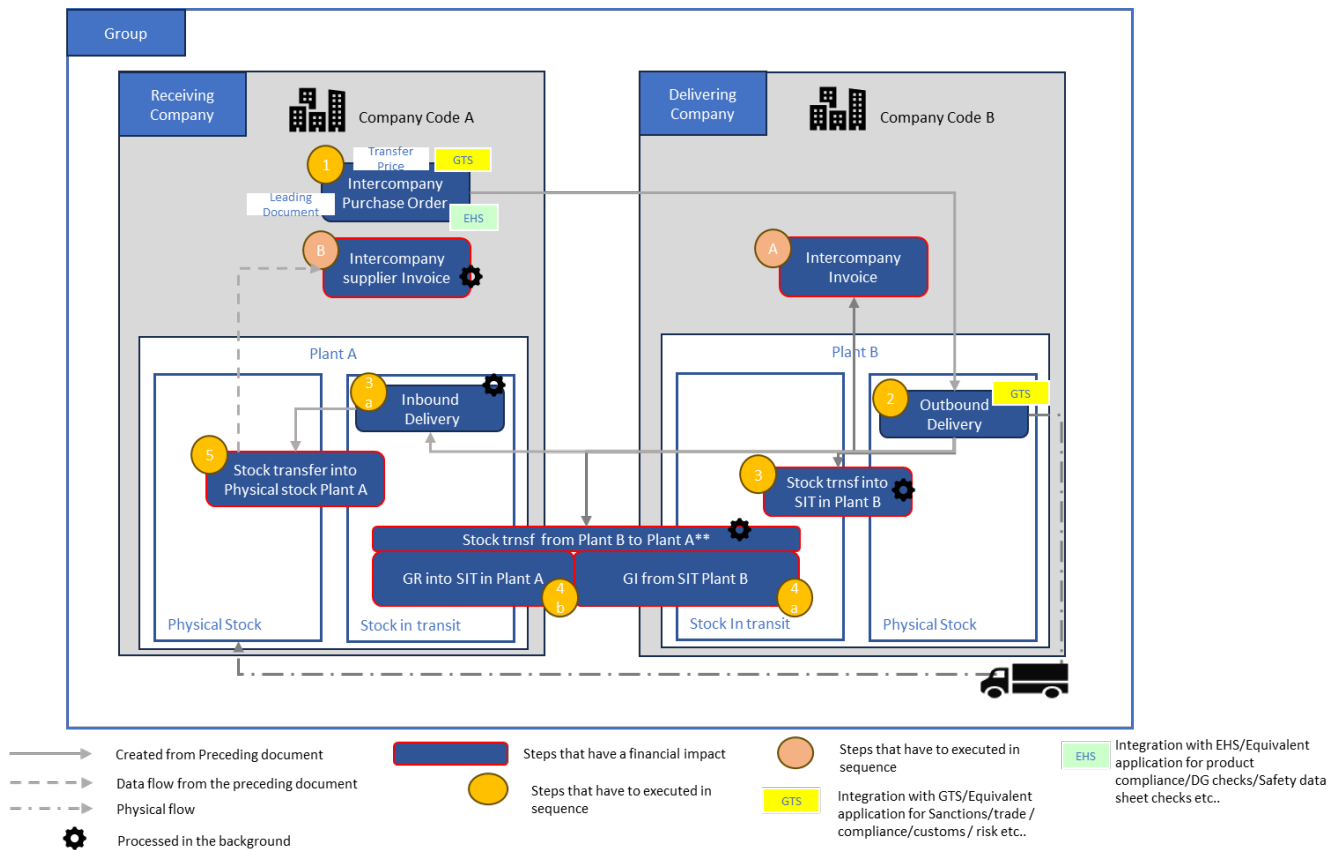 Group
Receiving
Company
Company Code A
Delivering
Company
Company Code B
1
Transfer
Price
GTS
Intercompany
Purchase Order
Leading
Document
EHS
B
Intercompany
supplier Invoice
A
Intercompany
Invoice
Plant A
Plant B
3
a
Inbound
Delivery
2
Outbound
Delivery
GTS
5
Stock transfer into
Physical stock Plant A
3
Stock trnsf into
SIT in Plant B
Stock trnsf from Plant B to Plant A**
GR into SIT in Plant A
4
b
GI from SIT Plant B
4
a
Physical Stock
Stock in transit
Stock In transit
Physical Stock
Created from Preceding document
Data flow from the preceding document
Physical flow
Processed in the background
Steps that have a financial impact
Steps that have to executed in
sequence
Steps that have to executed in
sequence
GTS
Integration with GTS/Equivalent
application for Sanctions/trade /
compliance/customs / risk etc..
EHS
Integration with EHS/Equivalent
application for product
compliance/DG checks/Safety data
sheet checks etc..